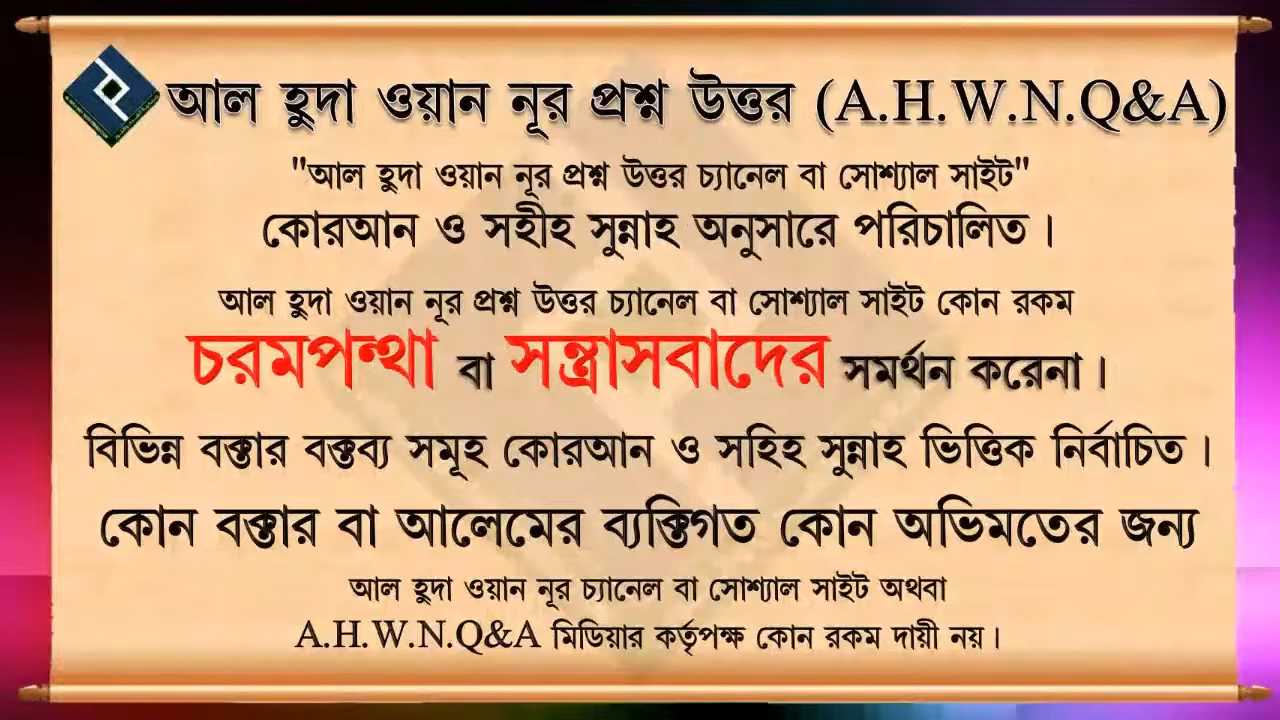 আল হুদা ওয়ান নূর প্রশ্ন উত্তর (A.H.W.N.Q&A)
"আল হুদা ওয়ান নূর প্রশ্ন উত্তর চ্যানেল বা সোশ্যাল সাইট"
কোরআন ও সহীহ সুন্নাহ অনুসারে পরিচালিত।
আল হুদা ওয়ান নূর প্রশ্ন উত্তর চ্যানেল বা সোশ্যাল সাইট কোন রকম
চরমপন্থা বা সন্ত্রাসবাদের সমর্থন করেনা।
বিভিন্ন বক্তার বক্তব্য সমূহ কোরআন ও সহিহ সুন্নাহ ভিত্তিক নির্বাচিত।
কোন বক্তার বা আলেমের ব্যক্তিগত কোন অভিমতের জন্য
আল হুদা ওয়ান নূর চ্যানেল বা সোশ্যাল সাইট অথবা
A.H.W.N.Q&A মিডিয়ার কর্তৃপক্ষ কোন রকম দায়ী নয়।